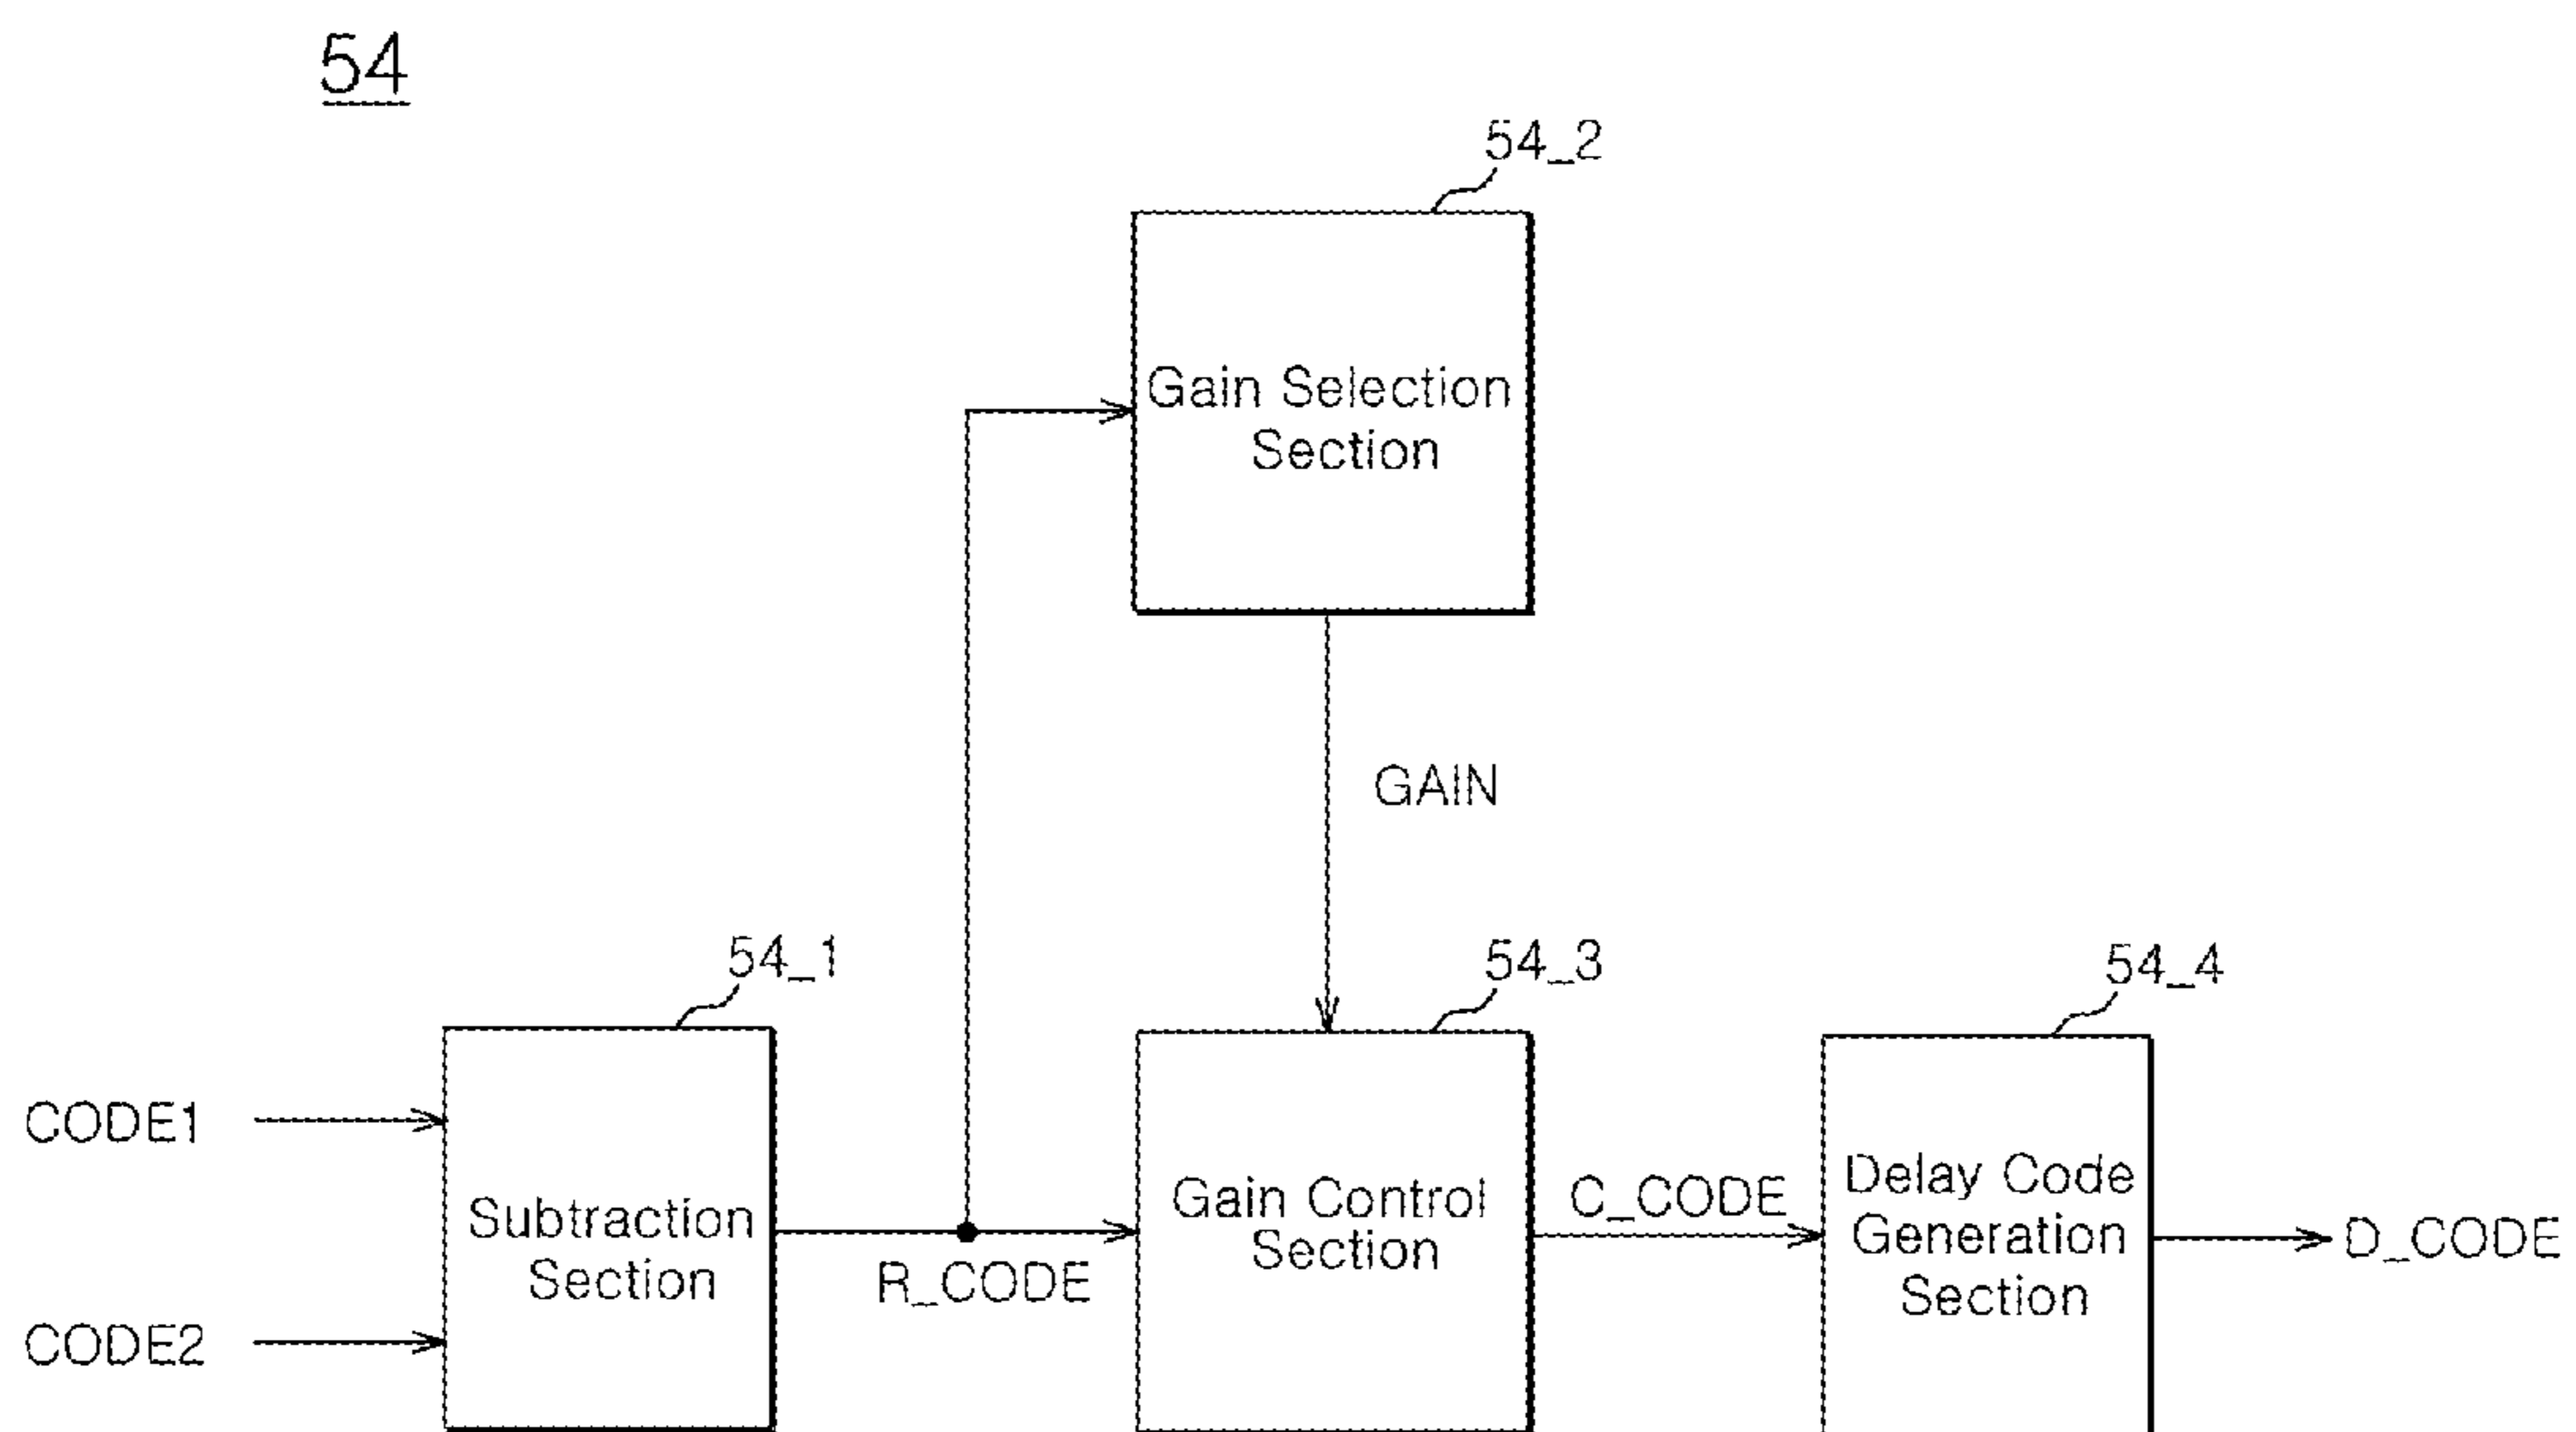 54
54_2
Gain Selection
Section
GAIN
54_1
54_3
54_4
CODE1
CODE2
Subtraction
Section
R_CODE
Gain Control
Section
C_CODE
Delay Code
Generation
Section
D_CODE